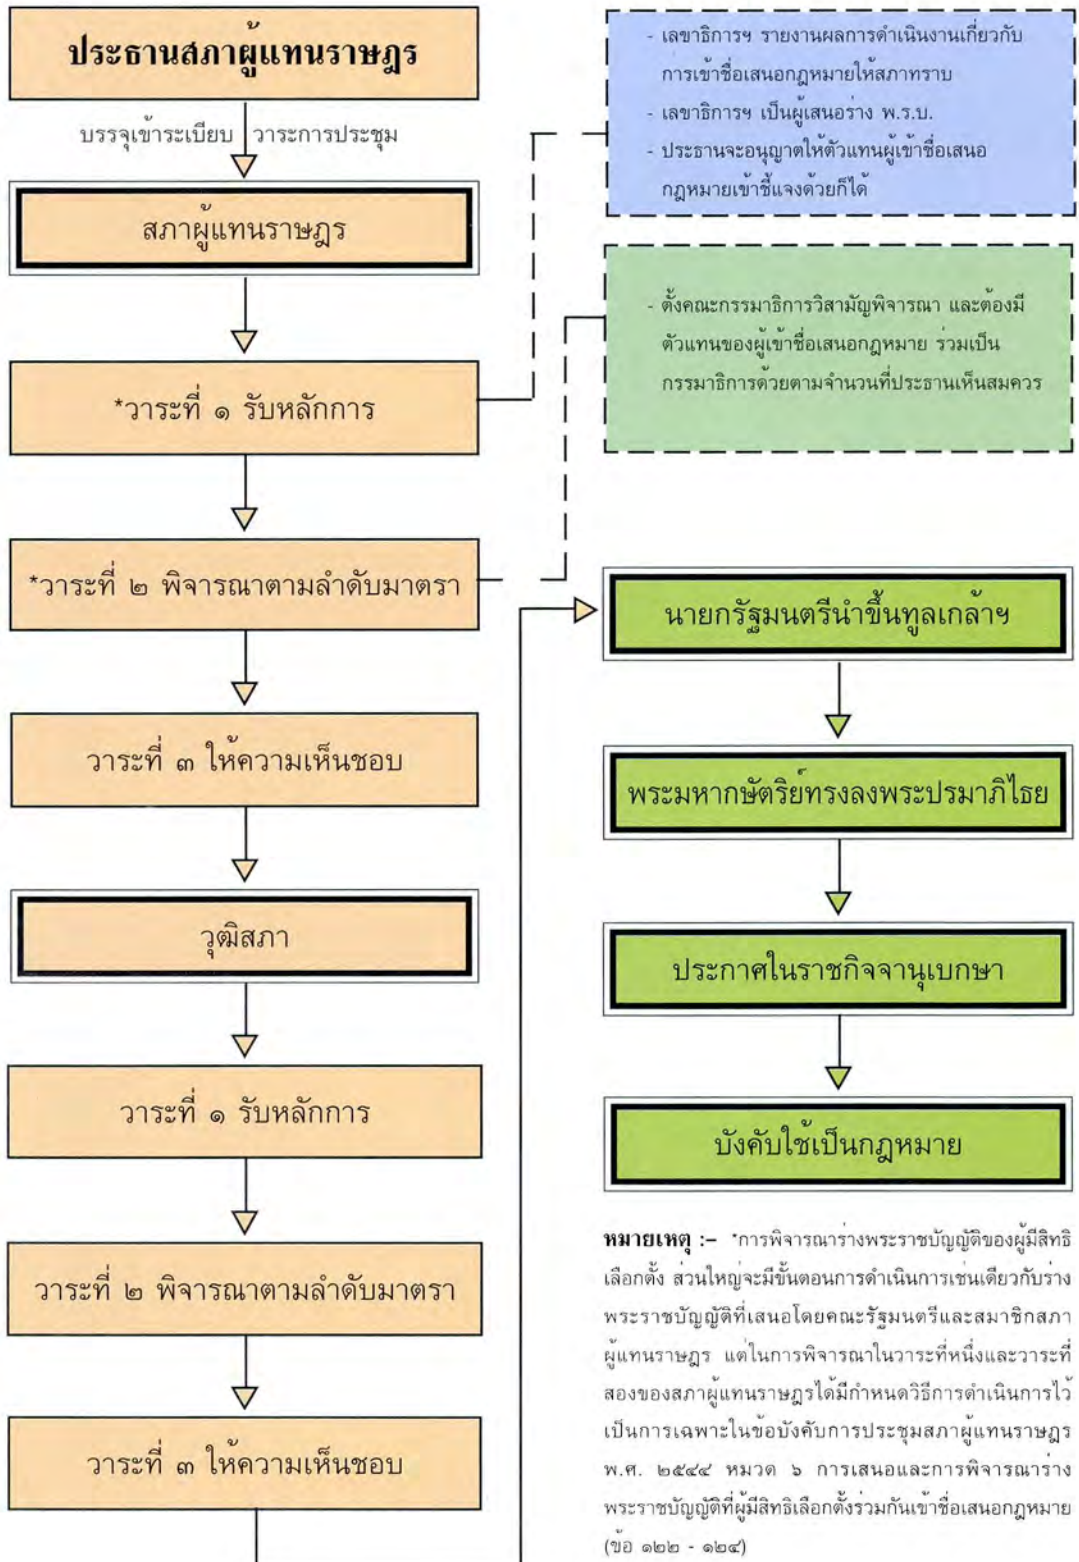 ประธานสภาผู้แทนราษฎร
บรรจุเข้าระเบียบ วาระการประชุม
สภาผู้แทนราษฎร
*วาระที่ ๑ รับหลักการ
*วาระที่ ๒ พิจารณาตามลำดับมาตรา
วาระที่ ๓ ให้ความเห็นชอบ
วุฒิสภา
วาระที่ ๑ รับหลักการ
วาระที่ ๒ พิจารณาตามลำดับมาตรา
วาระที่ ๓ ให้ความเห็นชอบ
- เลขาธิการฯ รายงานผลการดำเนินงานเกี่ยวกับ
การเข้าชื่อเสนอกฎหมายให้สภาทราบ
- เลขาธิการฯ เป็นผู้เสนอร่าง พ.ร.บ.
- ประธานจะอนุญาตให้ตัวแทนผู้เข้าชื่อเสนอ
กฎหมายเข้าชี้แจงด้วยก็ได้
- ตั้งคณะกรรมาธิการวิสามัญพิจารณา และต้องมี
ตัวแทนของผู้เข้าชื่อเสนอกฎหมาย ร่วมเป็น
กรรมาธิการด้วยตามจำนวนที่ประธานเห็นสมควร
นายกรัฐมนตรีนำขึ้นทูลเกล้าฯ
พระมหากษัตริย์ทรงลงพระปรมาภิไธย
ประกาศในราชกิจจานุเบกษา
บังคับใช้เป็นกฎหมาย
หมายเหตุ :– *การพิจารณาร่างพระราชบัญญัติของผู้มีสิทธิ
เลือกตั้ง ส่วนใหญ่จะมีขั้นตอนการดำเนินการเช่นเดียวกับร่าง
พระราชบัญญัติที่เสนอโดยคณะรัฐมนตรีและสมาชิกสภา
ผู้แทนราษฎร แต่ในการพิจารณาในวาระที่หนึ่งและวาระที่
สองของสภาผู้แทนราษฎรได้มีกำหนดวิธีการดำเนินการไว้
เป็นการเฉพาะในข้อบังคับการประชุมสภาผู้แทนราษฎร
พ.ศ. ๒๕๔๔ หมวด ๖ การเสนอและการพิจารณาร่าง
พระราชบัญญัติที่ผู้มีสิทธิเลือกตั้งร่วมกันเข้าชื่อเสนอกฎหมาย
(ข้อ ๑๒๒ - ๑๒๔)